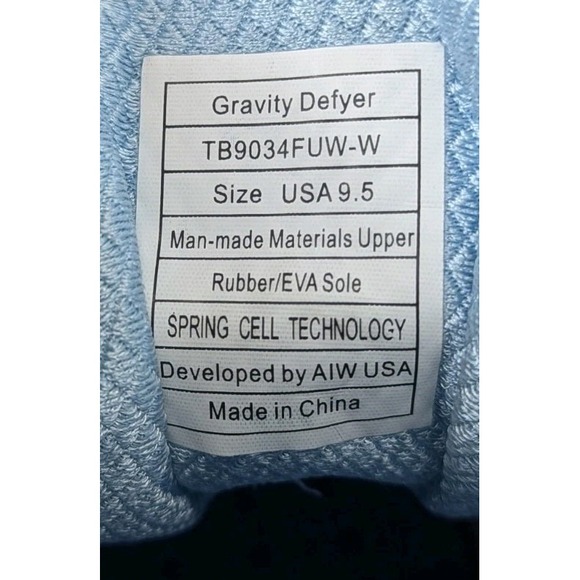 Gravity Defyer
TB9034FUW-W
Size USA 9.5
Man-made Materials Upper
Rubber/EVA Sole
SPRING CELL TECHNOLOGY
Developed by AIW USA
Made in China